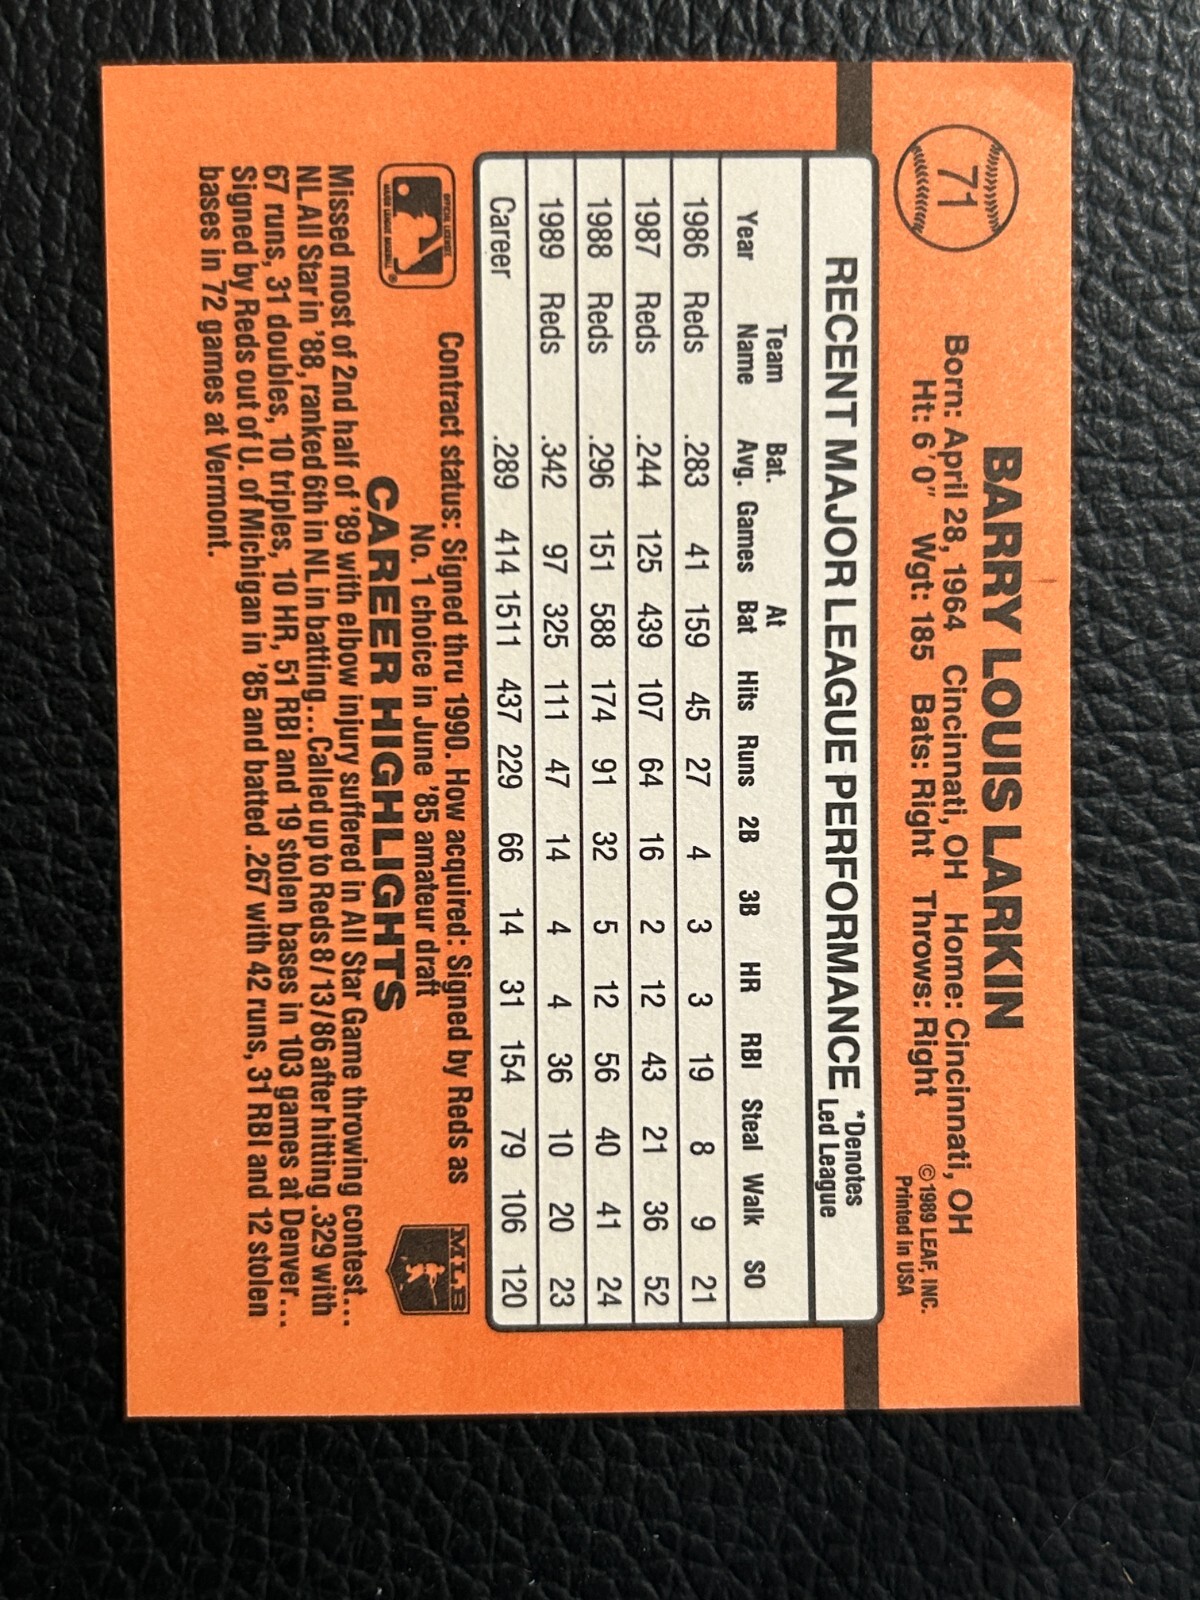 71
BARRY LOUIS LARKIN
Born: April 28, 1964 Cincinnati, OH Home: Cincinnati, OH
Ht: 6'0" Wgt: 185 Bats: Right Throws: Right
©1989 LEAF, INC.
Printed in USA
RECENT MAJOR LEAGUE PERFORMANCE *Denotes Led League
Year Team Name Bat. Avg. Games At Bat Hits Runs 2B 3B HR RBI Steal Walk SO
1986 Reds .283 41 159 45 27 4 3 3 19 8 9 21
1987 Reds .244 125 439 107 64 16 2 12 43 21 36 52
1988 Reds .296 151 588 174 91 32 5 12 56 40 41 24
1989 Reds .342 97 325 111 47 14 4 4 36 10 20 23
Career .289 414 1511 437 229 66 14 31 154 79 106 120
OFFICIAL LICENSEE
MAJOR LEAGUE BASEBALL
®
Contract status: Signed thru 1990. How acquired: Signed by Reds as
No. 1 choice in June '85 amateur draft
MLB
CAREER HIGHLIGHTS
Missed most of 2nd half of '89 with elbow injury suffered in All Star Game throwing contest...
NL All Star in '88, ranked 6th in NL in batting...Called up to Reds 8/13/86 after hitting .329 with
67 runs, 31 doubles, 10 triples, 10 HR, 51 RBI and 19 stolen bases in 103 games at Denver...
Signed by Reds out of U. of Michigan in '85 and batted .267 with 42 runs, 31 RBI and 12 stolen
bases in 72 games at Vermont.